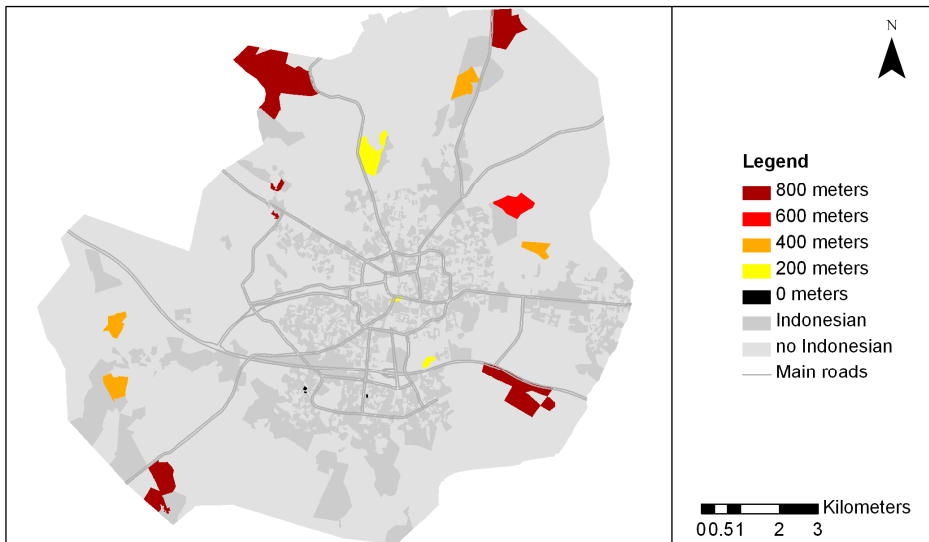 N
Legend
800 meters
600 meters
400 meters
200 meters
0 meters
Indonesian
no Indonesian
Main roads
Kilometers
0 0.5 1 2 3